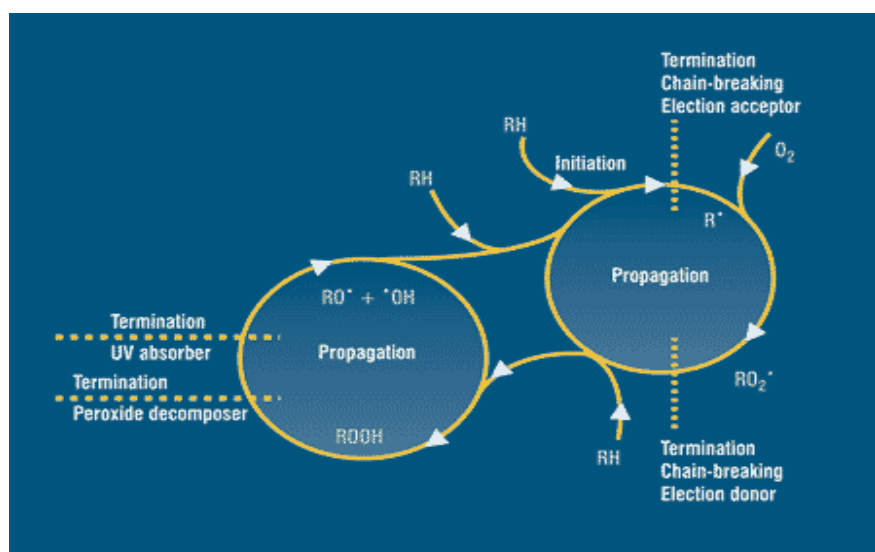 Termination
Chain-breaking
Election acceptor
RH
O₂
Initiation
RH
R•
Propagation
RO• + •OH
Termination
UV absorber
Propagation
Termination
Peroxide decomposer
RO₂•
ROOH
RH
Termination
Chain-breaking
Election donor